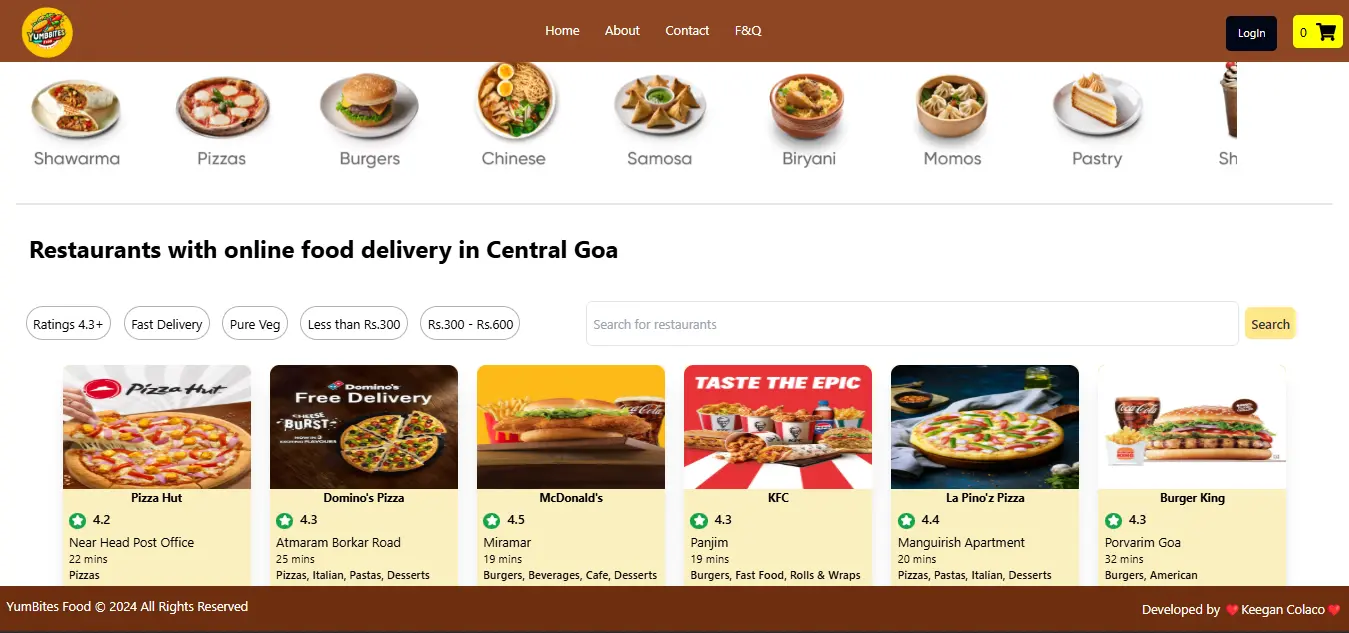 YUMBBITES
FOOD
Home About Contact F&Q
LogIn
0
Shawarma Pizzas Burgers Chinese Samosa Biryani Momos Pastry Sh
Restaurants with online food delivery in Central Goa
Ratings 4.3+ Fast Delivery Pure Veg Less than Rs.300 Rs.300 - Rs.600
Search for restaurants
Search
Pizza Hut
Pizza Hut
4.2
Near Head Post Office
22 mins
Pizzas
Domino's
Free Delivery
CHEESE
BURST
Domino's Pizza
4.3
Atmaram Borkar Road
25 mins
Pizzas, Italian, Pastas, Desserts
McDonald's
4.5
Miramar
19 mins
Burgers, Beverages, Cafe, Desserts
TASTE THE EPIC
KFC
KFC
4.3
Panjim
19 mins
Burgers, Fast Food, Rolls & Wraps
La Pino'z Pizza
4.4
Manguirish Apartment
20 mins
Pizzas, Pastas, Italian, Desserts
Coca-Cola
Burger King
4.3
Porvarim Goa
32 mins
Burgers, American
YumBites Food © 2024 All Rights Reserved
Developed by ❤️Keegan Colaco❤️